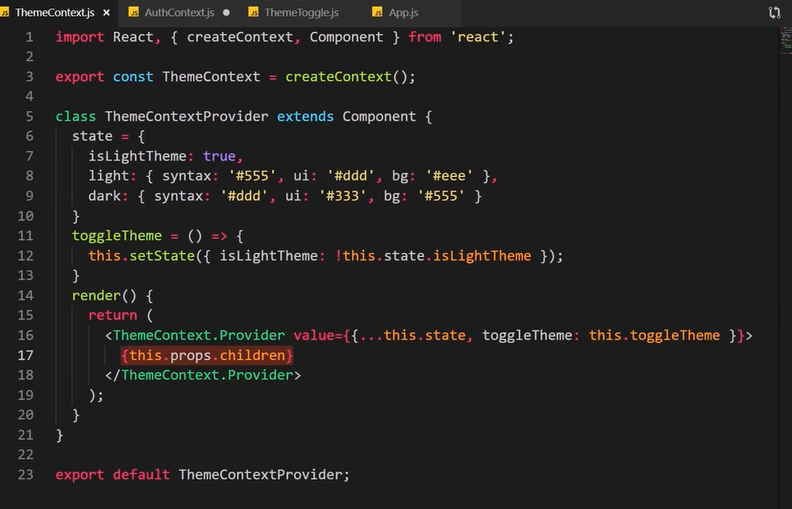 JS ThemeContext.js × JS AuthContext.js ● JS ThemeToggle.js JS App.js
1 import React, { createContext, Component } from 'react';
2
3 export const ThemeContext = createContext();
4
5 class ThemeContextProvider extends Component {
6 state = {
7 isLightTheme: true,
8 light: { syntax: '#555', ui: '#ddd', bg: '#eee' },
9 dark: { syntax: '#ddd', ui: '#333', bg: '#555' }
10 }
11 toggleTheme = () => {
12 this.setState({ isLightTheme: !this.state.isLightTheme });
13 }
14 render() {
15 return (
16 <ThemeContext.Provider value={{...this.state, toggleTheme: this.toggleTheme }}>
17 {this.props.children}
18 </ThemeContext.Provider>
19 );
20 }
21 }
22
23 export default ThemeContextProvider;